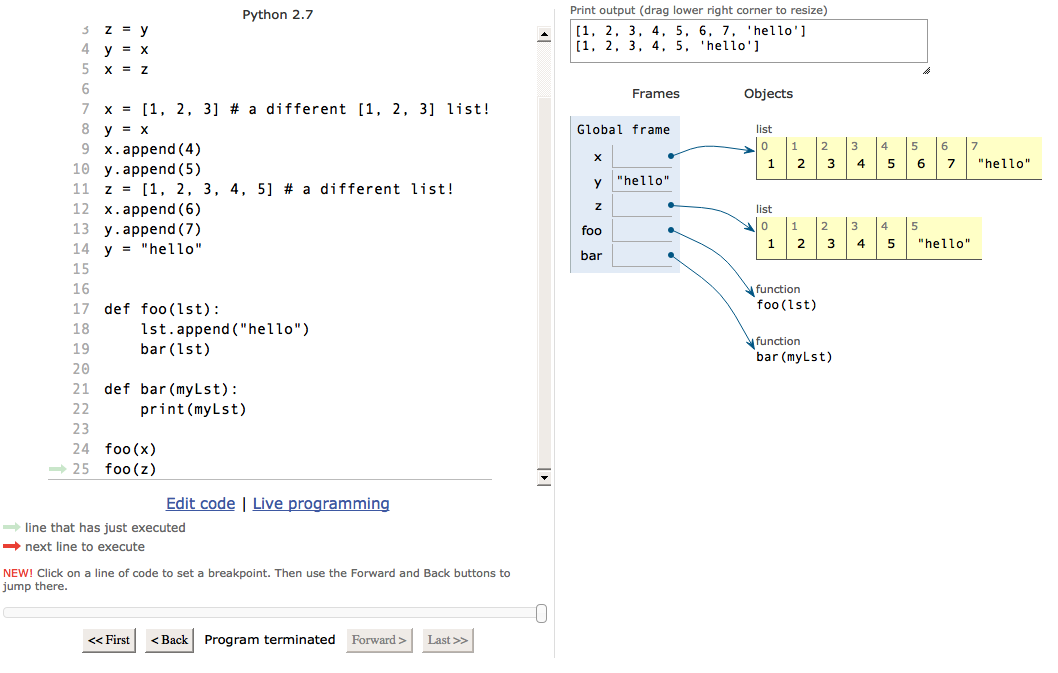 Python 2.7
3 z = y
4 y = x
5 x = z
6
7 x = [1, 2, 3] # a different [1, 2, 3] list!
8 y = x
9 x.append(4)
10 y.append(5)
11 z = [1, 2, 3, 4, 5] # a different list!
12 x.append(6)
13 y.append(7)
14 y = "hello"
15
16
17 def foo(lst):
18     lst.append("hello")
19     bar(lst)
20
21 def bar(myLst):
22     print(myLst)
23
24 foo(x)
25 foo(z)
Edit code | Live programming
line that has just executed
next line to execute
NEW! Click on a line of code to set a breakpoint. Then use the Forward and Back buttons to
jump there.
<< First < Back Program terminated Forward > Last >>
Print output (drag lower right corner to resize)
[1, 2, 3, 4, 5, 6, 7, 'hello']
[1, 2, 3, 4, 5, 'hello']
Frames Objects
Global frame
x
y "hello"
z
foo
bar
list
0 1 2 3 4 5 6 7
1 2 3 4 5 6 7 "hello"
list
0 1 2 3 4 5
1 2 3 4 5 "hello"
function
foo(lst)
function
bar(myLst)